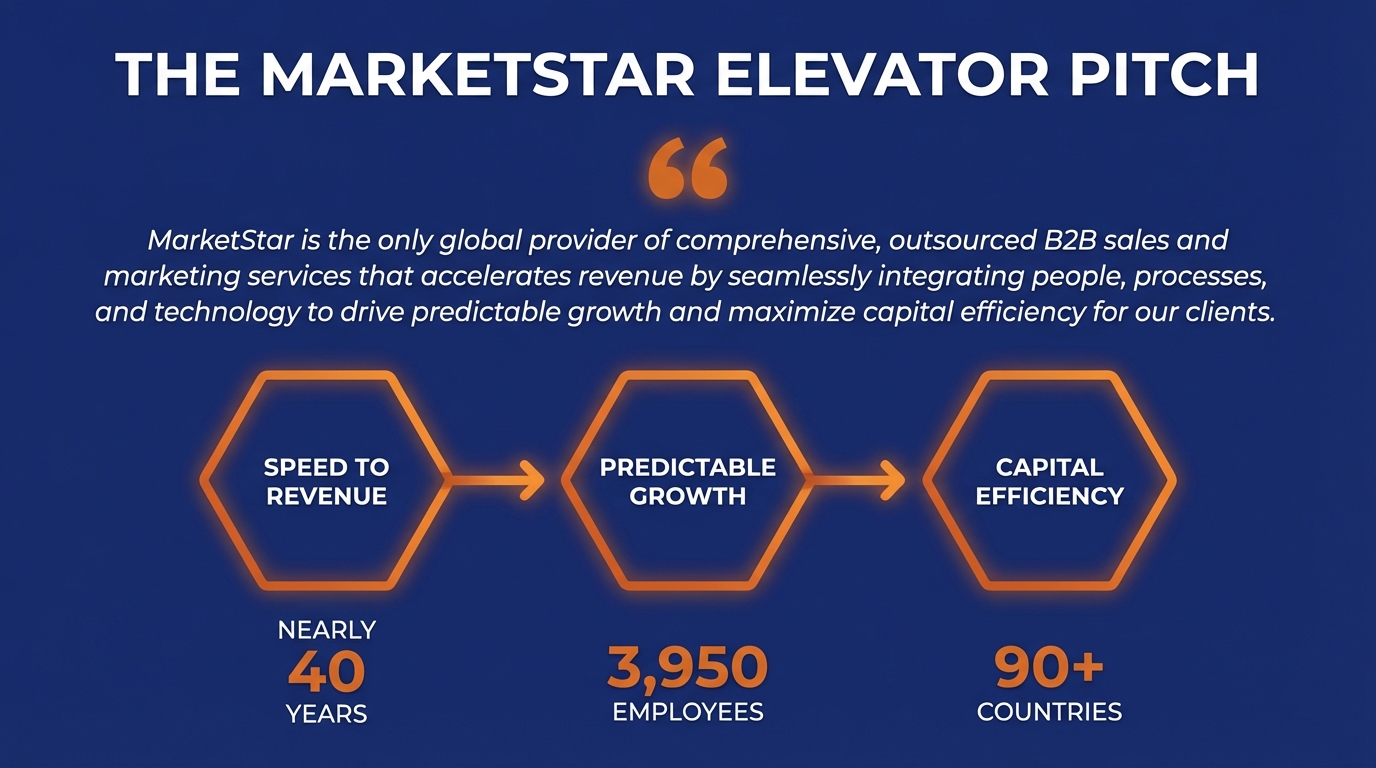 THE MARKETSTAR ELEVATOR PITCH
“
MarketStar is the only global provider of comprehensive, outsourced B2B sales and
marketing services that accelerates revenue by seamlessly integrating people, processes,
and technology to drive predictable growth and maximize capital efficiency for our clients.
SPEED TO
REVENUE
PREDICTABLE
GROWTH
CAPITAL
EFFICIENCY
NEARLY
40
YEARS
3,950
EMPLOYEES
90+
COUNTRIES